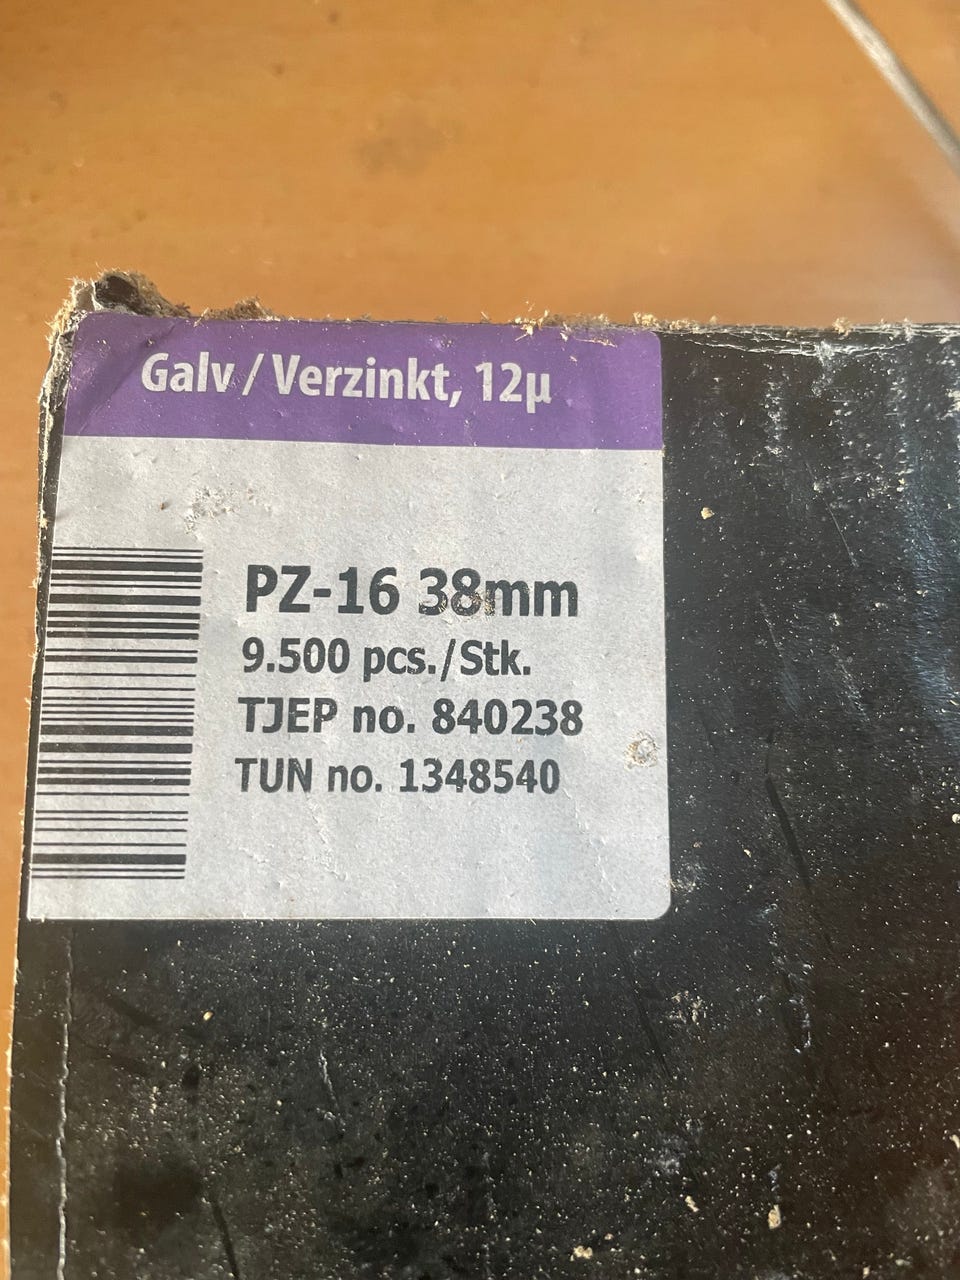 Galv / Verzinkt, 12µ
PZ-16 38mm
9.500 pcs./Stk.
TJEP no. 840238
TUN no. 1348540